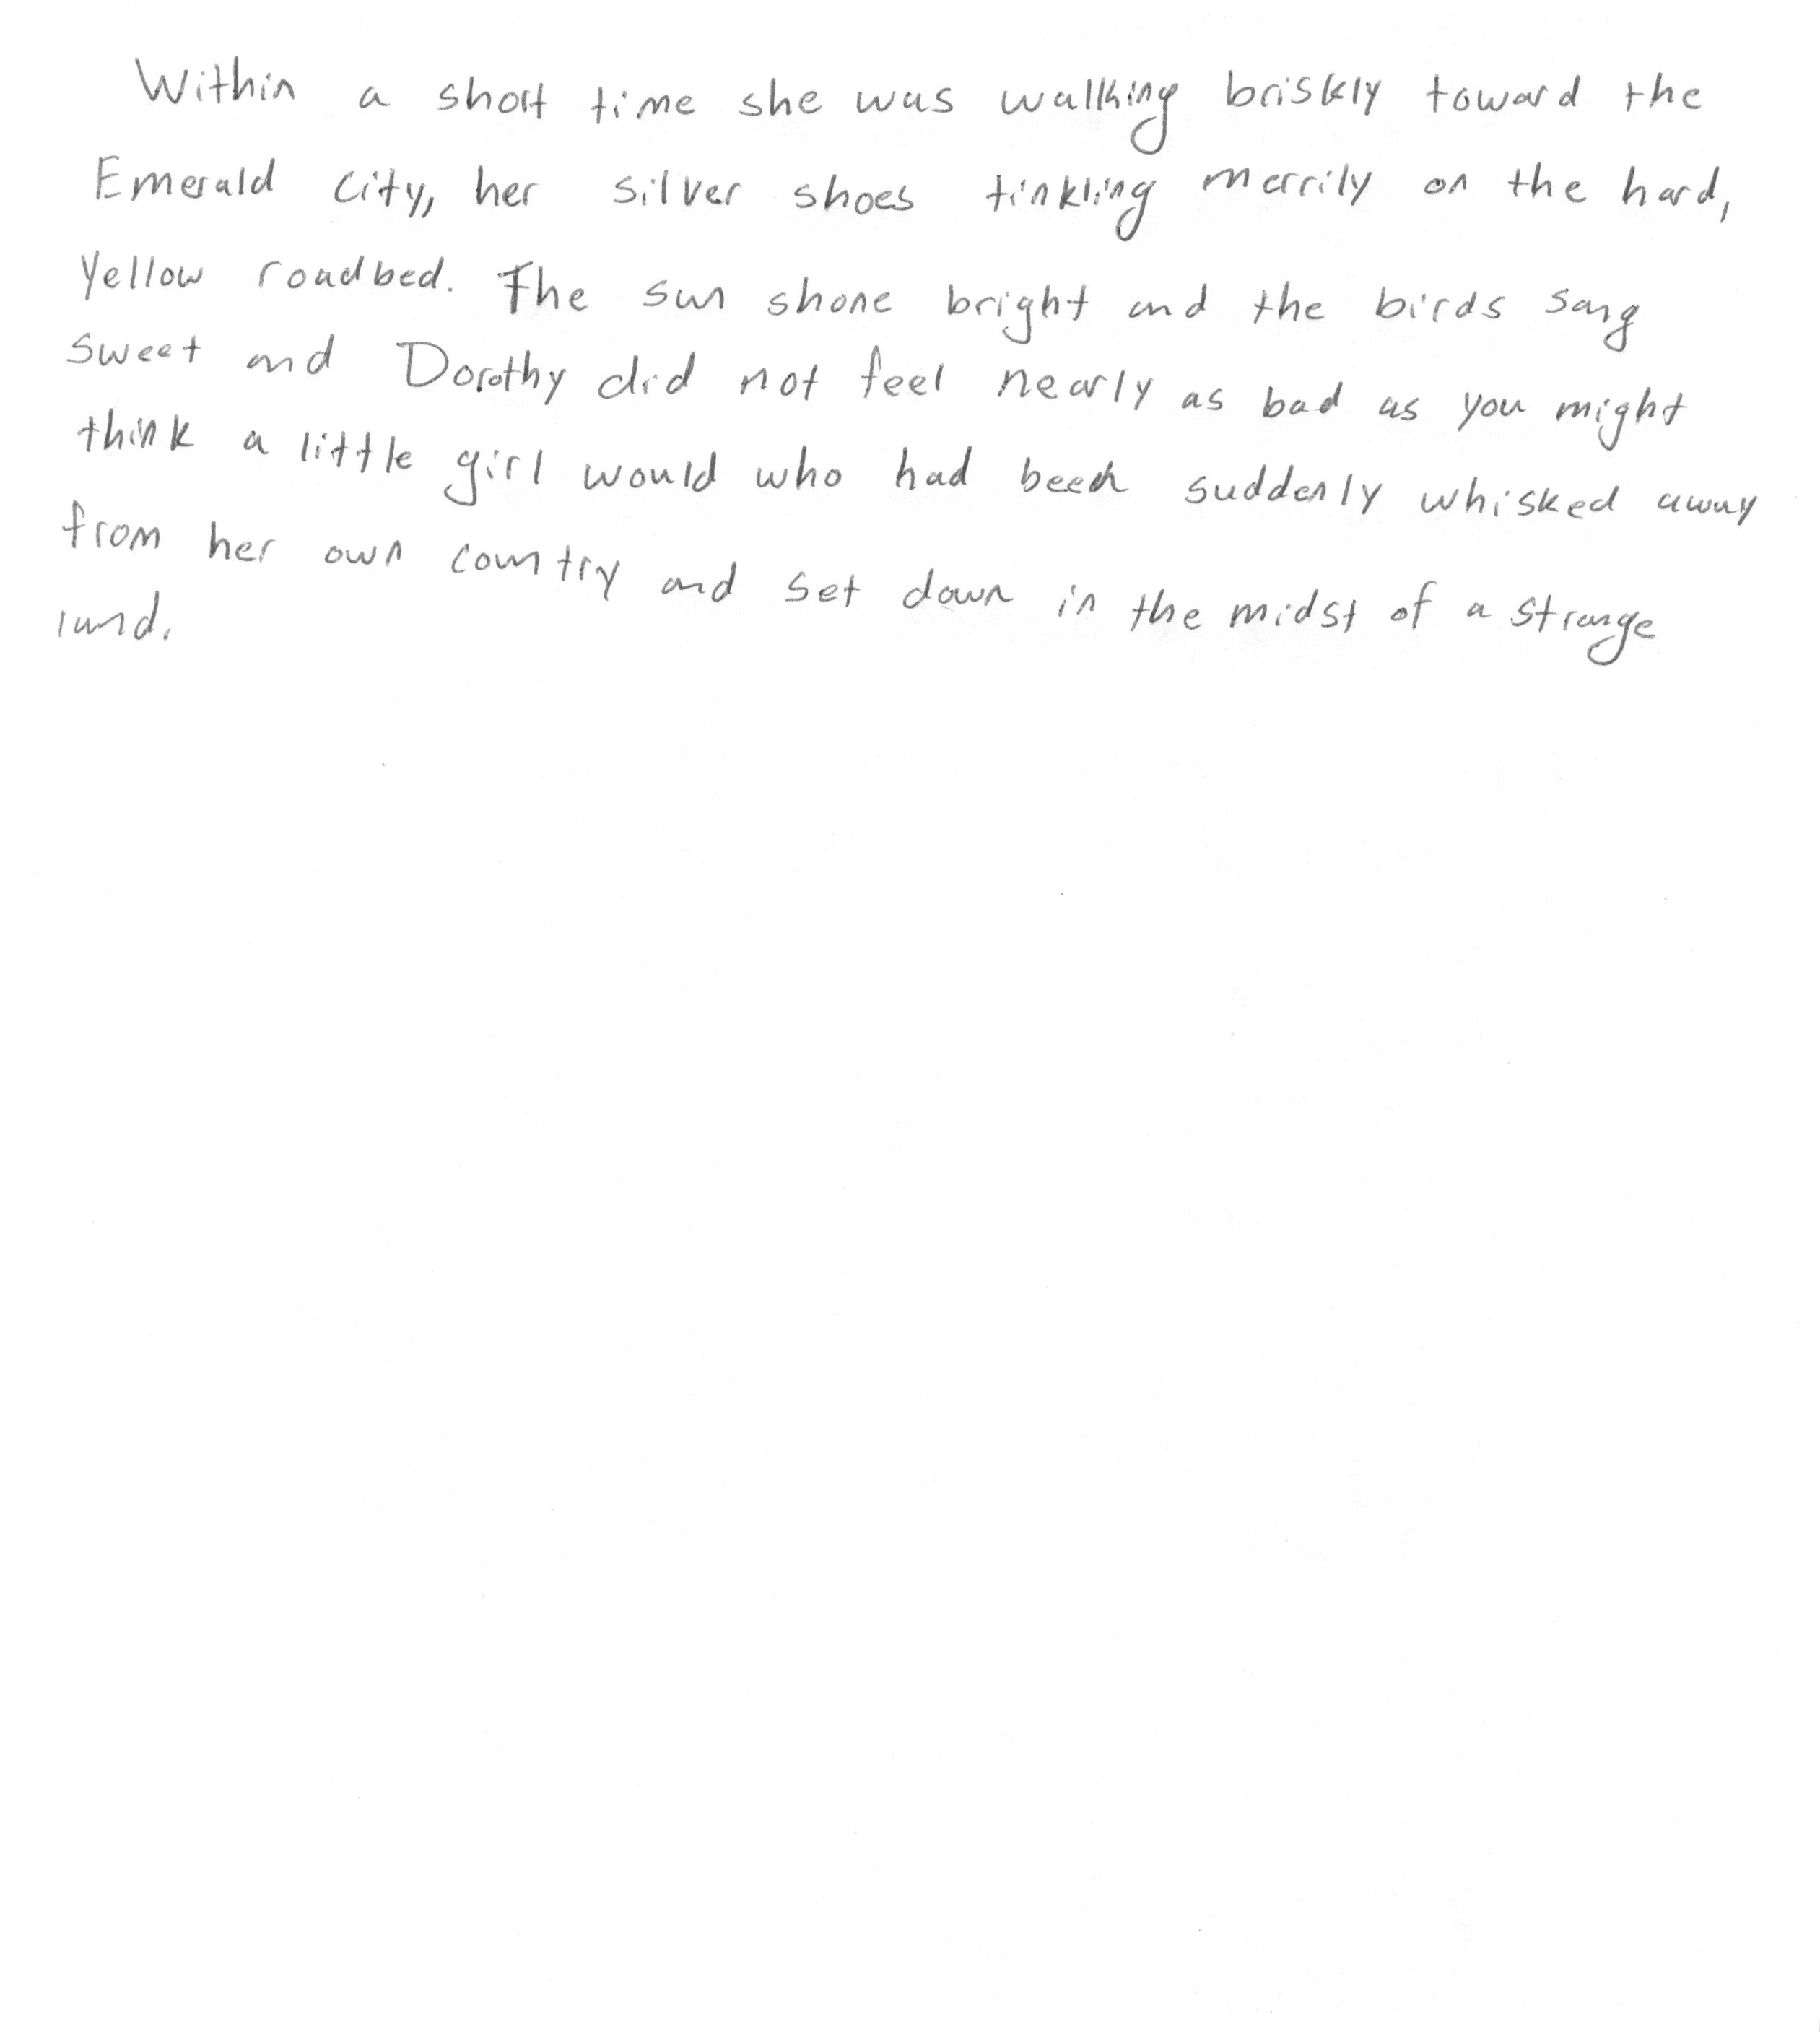 Within a short time she was walking briskly toward the
Emerald City, her silver shoes tinkling merrily on the hard,
yellow roadbed. The sun shone bright and the birds sang
sweet and Dorothy did not feel nearly as bad as you might
think a little girl would who had been suddenly whisked away
from her own country and set down in the midst of a strange
land.